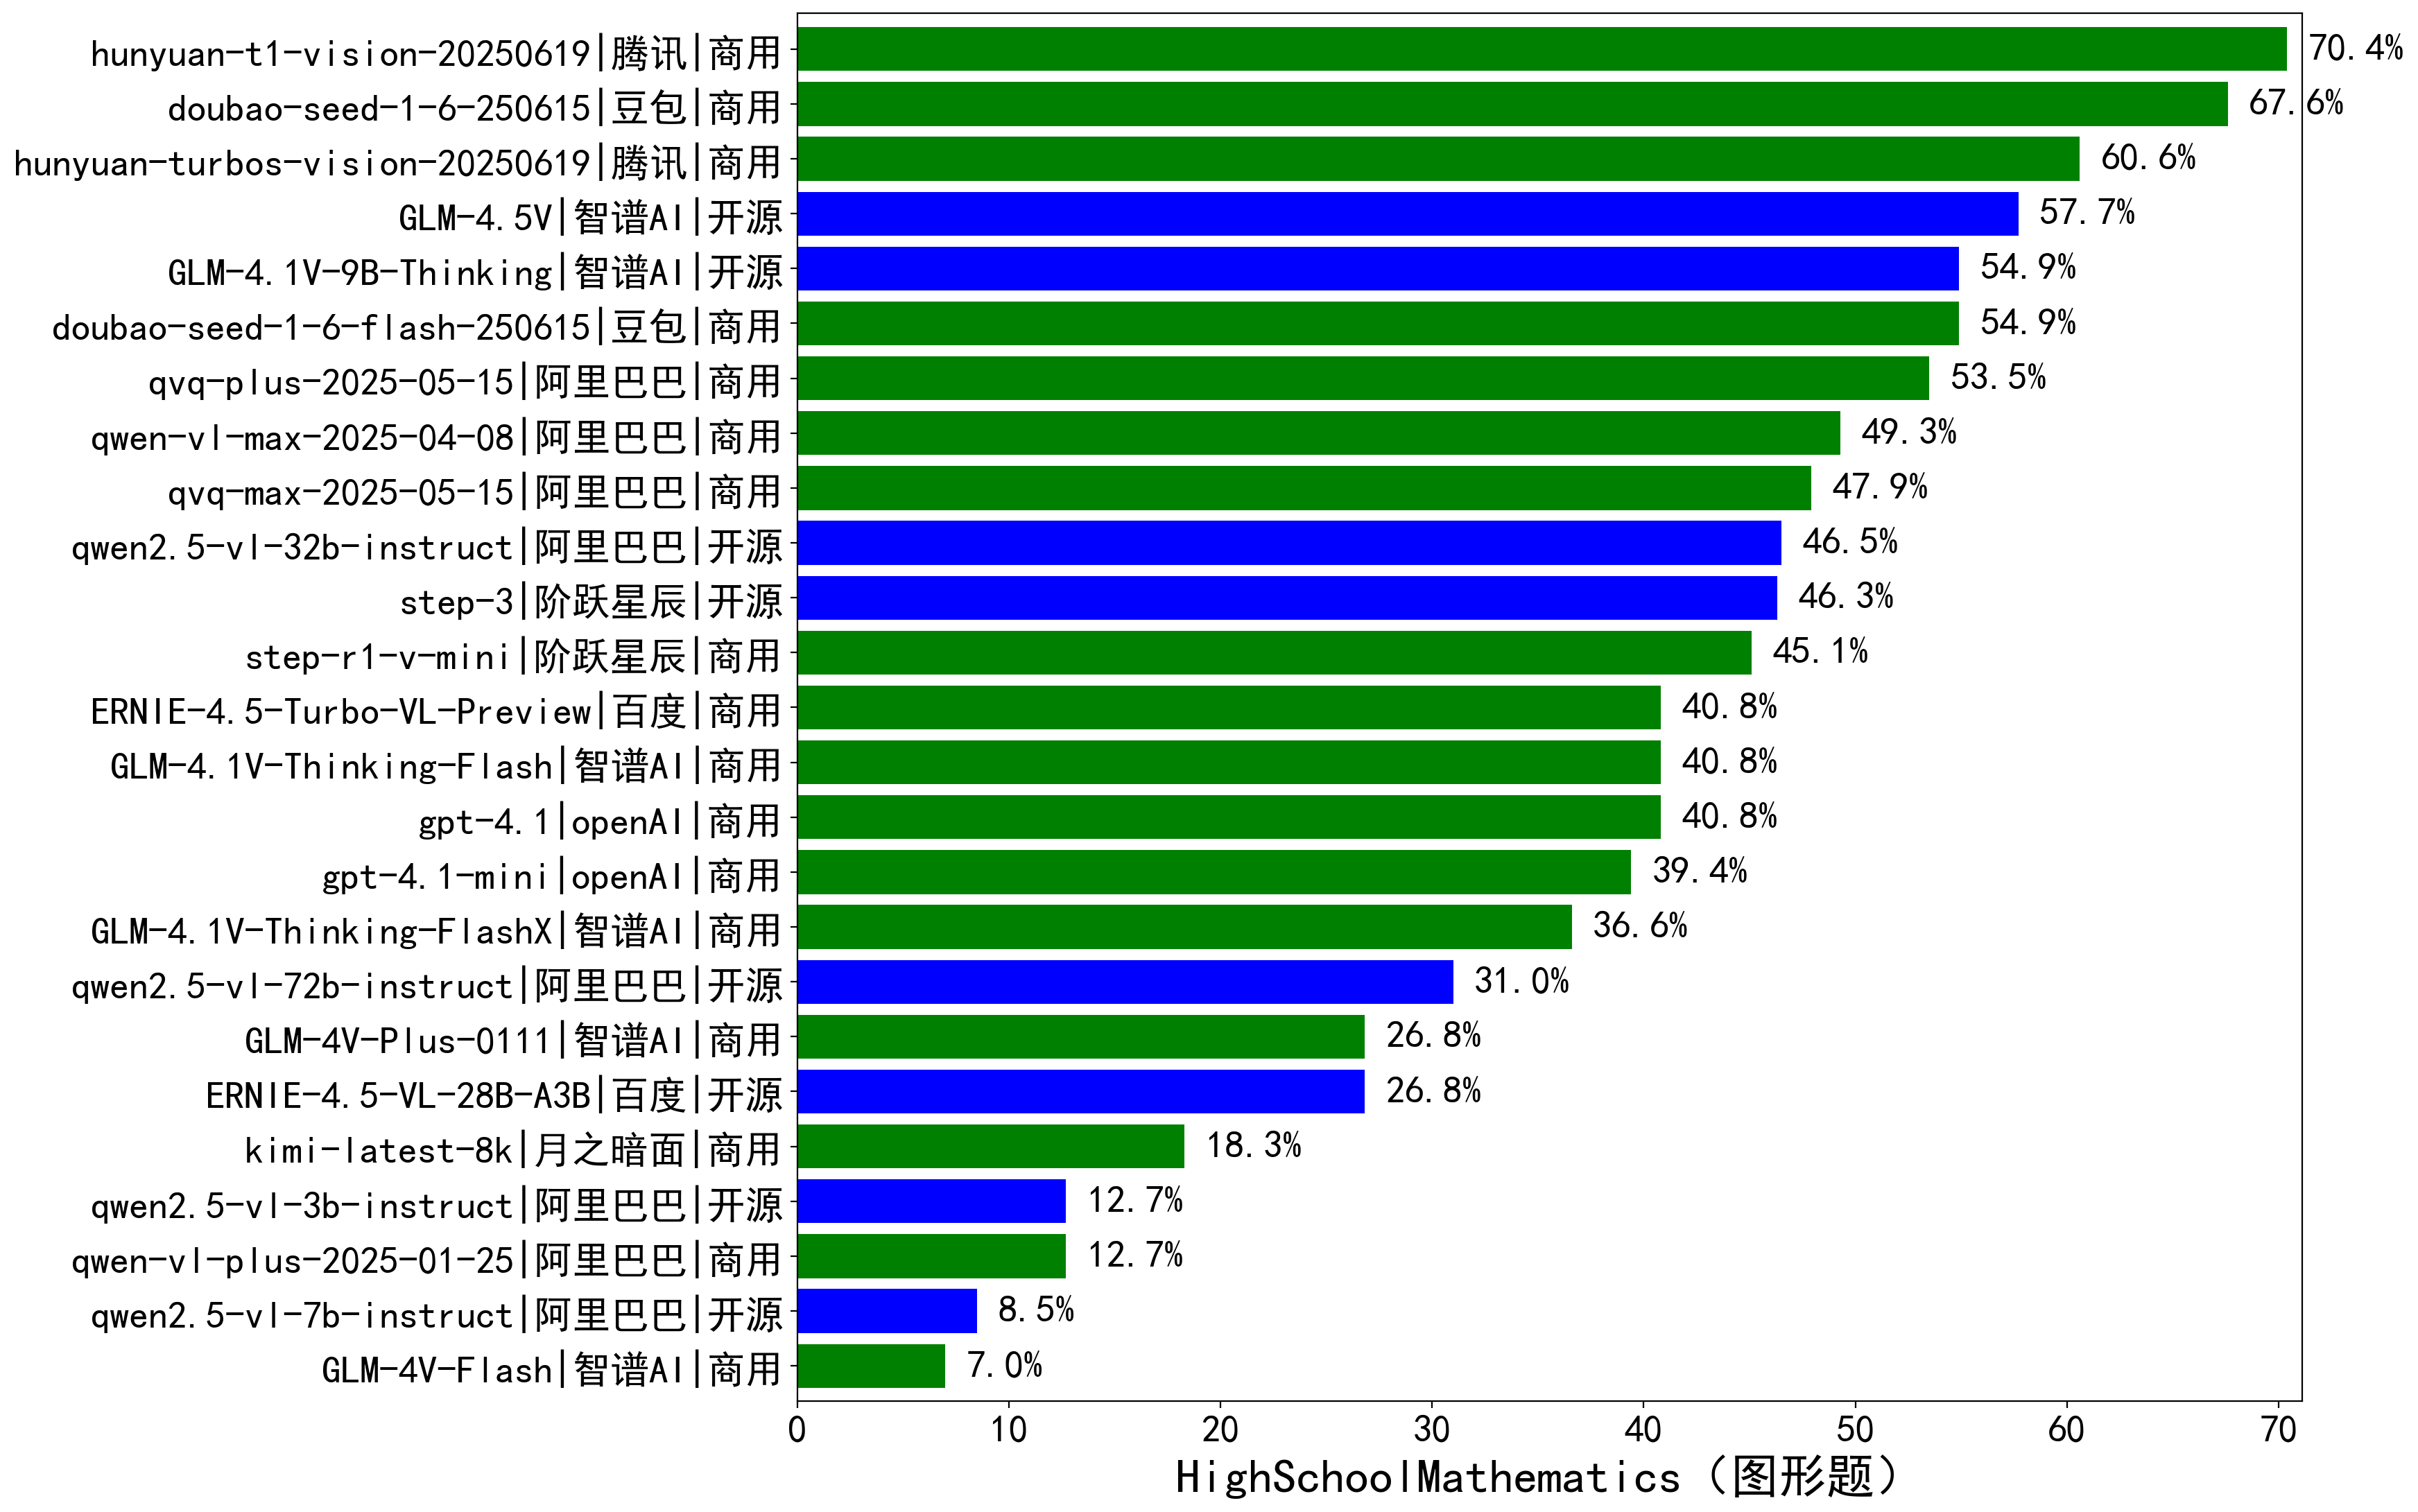 hunyuan-t1-vision-20250619|腾讯|商用 70.4%
doubao-seed-1-6-250615|豆包|商用 67.6%
hunyuan-turbos-vision-20250619|腾讯|商用 60.6%
GLM-4.5V|智谱AI|开源 57.7%
GLM-4.1V-9B-Thinking|智谱AI|开源 54.9%
doubao-seed-1-6-flash-250615|豆包|商用 54.9%
qvq-plus-2025-05-15|阿里巴巴|商用 53.5%
qwen-vl-max-2025-04-08|阿里巴巴|商用 49.3%
qvq-max-2025-05-15|阿里巴巴|商用 47.9%
qwen2.5-vl-32b-instruct|阿里巴巴|开源 46.5%
step-3|阶跃星辰|开源 46.3%
step-r1-v-mini|阶跃星辰|商用 45.1%
ERNIE-4.5-Turbo-VL-Preview|百度|商用 40.8%
GLM-4.1V-Thinking-Flash|智谱AI|商用 40.8%
gpt-4.1|openAI|商用 40.8%
gpt-4.1-mini|openAI|商用 39.4%
GLM-4.1V-Thinking-FlashX|智谱AI|商用 36.6%
qwen2.5-vl-72b-instruct|阿里巴巴|开源 31.0%
GLM-4V-Plus-0111|智谱AI|商用 26.8%
ERNIE-4.5-VL-28B-A3B|百度|开源 26.8%
kimi-latest-8k|月之暗面|商用 18.3%
qwen2.5-vl-3b-instruct|阿里巴巴|开源 12.7%
qwen-vl-plus-2025-01-25|阿里巴巴|商用 12.7%
qwen2.5-vl-7b-instruct|阿里巴巴|开源 8.5%
GLM-4V-Flash|智谱AI|商用 7.0%
0 10 20 30 40 50 60 70
HighSchoolMathematics（图形题）